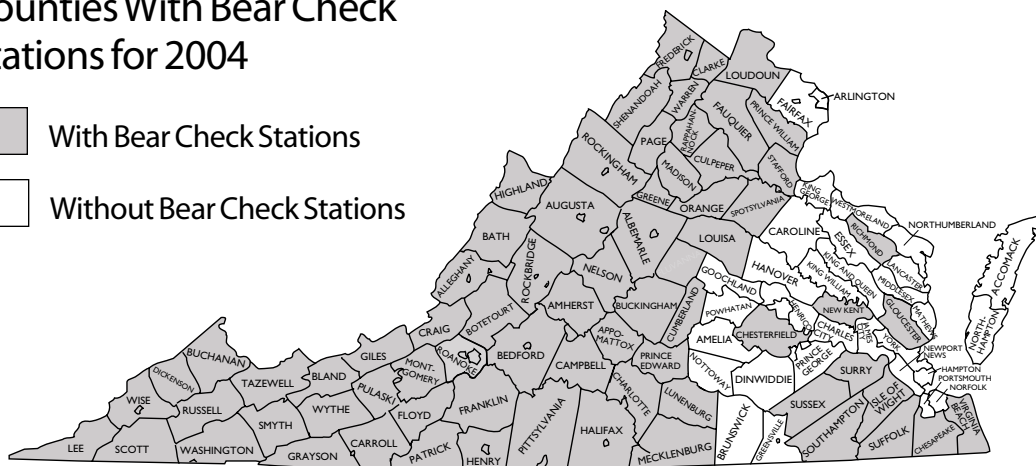 ounties With Bear Check
tations for 2004
With Bear Check Stations
Without Bear Check Stations
FREDERICK
CLARKE
LOUDOUN
SHENANDOAH
WARREN
FAIRFAX
ARLINGTON
FAUQUIER
PRINCE WILLIAM
RAPPAHAN-
NOCK
PAGE
ROCKINGHAM
CULPEPER
MADISON
STAFFORD
HIGHLAND
GREENE
ORANGE
SPOTSYLVANIA
KING
GEORGE
WESTMORELAND
NORTHUMBERLAND
AUGUSTA
ALBEMARLE
LOUISA
CAROLINE
ESSEX
RICHMOND
ACCOMACK
BATH
ROCKBRIDGE
NELSON
HANOVER
KING AND QUEEN
KING WILLIAM
LANCASTER
MIDDLESEX
ALLEGHANY
GOOCHLAND
AMHERST
BUCKINGHAM
CUMBERLAND
POWHATAN
HENRICO
NEW KENT
GLOUCESTER
MATHEWS
NORTH-
HAMPTON
CRAIG
BOTETOURT
APPO-
MATTOX
AMELIA
CHESTERFIELD
CHARLES
CITY
JAMES
CITY
YORK
BUCHANAN
GILES
ROANOKE
BEDFORD
CAMPBELL
PRINCE
EDWARD
NOTTOWAY
PRINCE
GEORGE
NEWPORT
NEWS
DICKENSON
TAZEWELL
BLAND
MONT-
GOMERY
PULASKI
CHARLOTTE
DINWIDDIE
SURRY
HAMPTON
PORTSMOUTH
NORFOLK
WISE
RUSSELL
WYTHE
FLOYD
FRANKLIN
PITTSYLVANIA
LUNENBURG
SUSSEX
ISLE OF
WIGHT
VIRGINIA
BEACH
SMYTH
HALIFAX
BRUNSWICK
GREENSVILLE
SOUTHAMPTON
SUFFOLK
CHESAPEAKE
LEE
SCOTT
WASHINGTON
GRAYSON
CARROLL
PATRICK
HENRY
MECKLENBURG